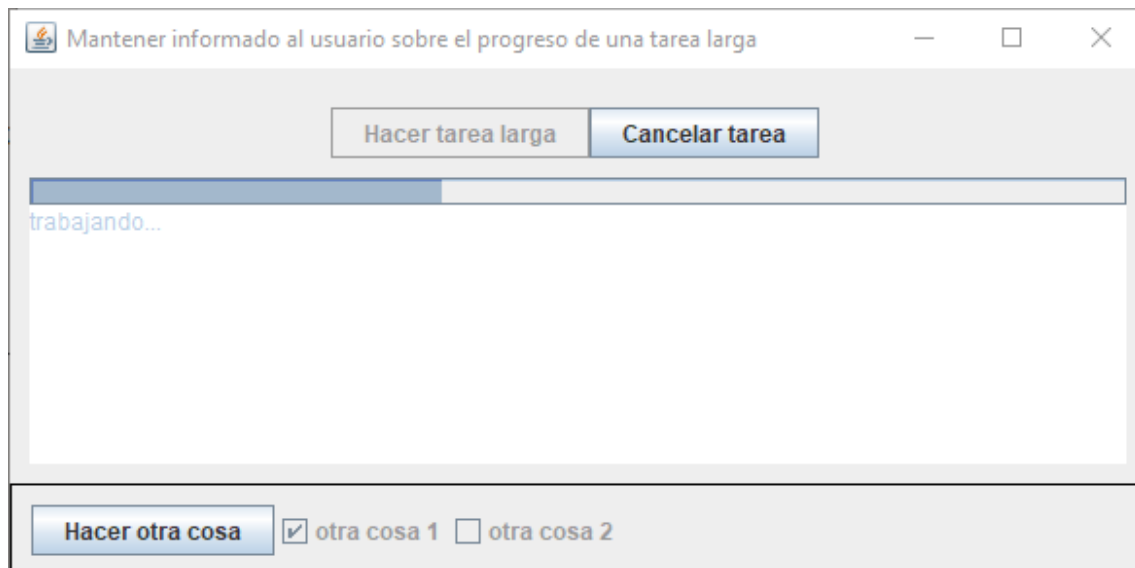 Mantener informado al usuario sobre el progreso de una tarea larga
Hacer tarea larga Cancelar tarea
trabajando...
Hacer otra cosa otra cosa 1 otra cosa 2